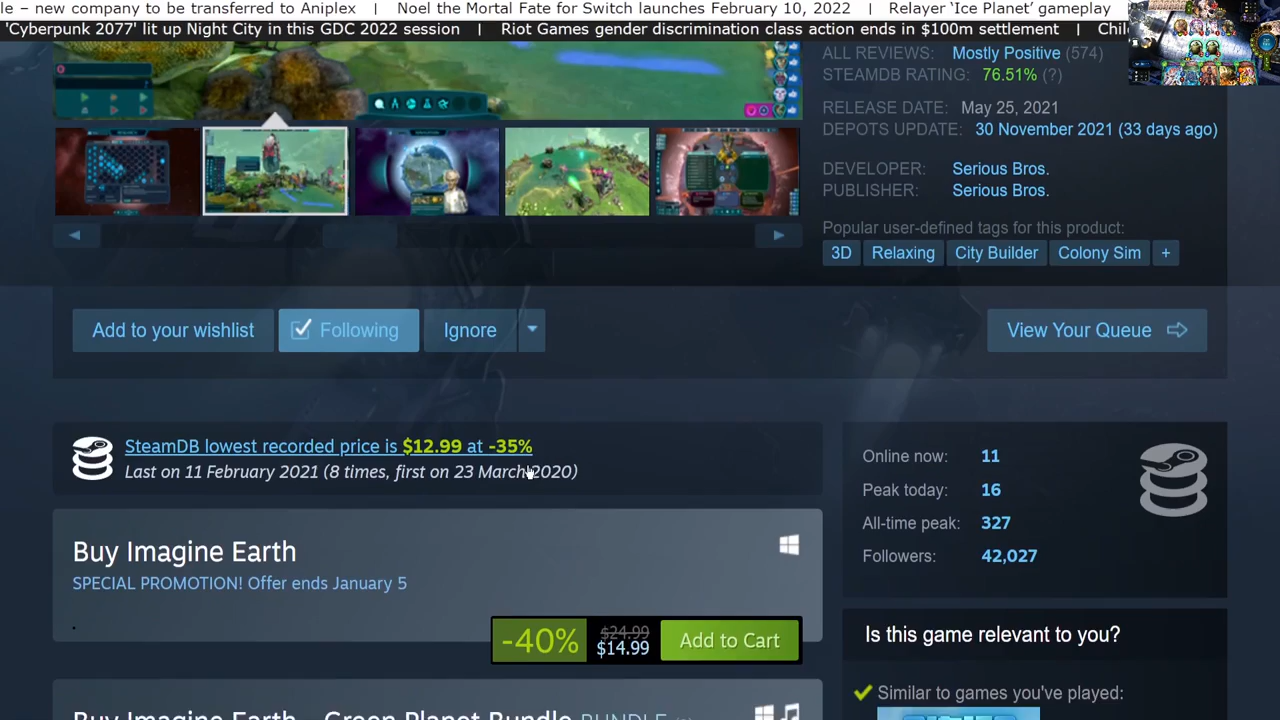 le – new company to be transferred to Aniplex | Noel the Mortal Fate for Switch launches February 10, 2022 | Relayer ‘Ice Planet’ gameplay
'Cyberpunk 2077' lit up Night City in this GDC 2022 session | Riot Games gender discrimination class action ends in $100m settlement |
ALL REVIEWS: Mostly Positive (574)
STEAMDB RATING: 76.51% (?)
RELEASE DATE: May 25, 2021
DEPOTS UPDATE: 30 November 2021 (33 days ago)
DEVELOPER: Serious Bros.
PUBLISHER: Serious Bros.
Popular user-defined tags for this product:
3D Relaxing City Builder Colony Sim +
Add to your wishlist Following Ignore View Your Queue
SteamDB lowest recorded price is $12.99 at -35%
Last on 11 February 2021 (8 times, first on 23 March 2020)
Online now: 11
Peak today: 16
All-time peak: 327
Followers: 42,027
Buy Imagine Earth
SPECIAL PROMOTION! Offer ends January 5
-40% $24.99 $14.99 Add to Cart
Is this game relevant to you?
Similar to games you've played:
Buy Imagine Earth - Green Planet Bundle BUNDLE